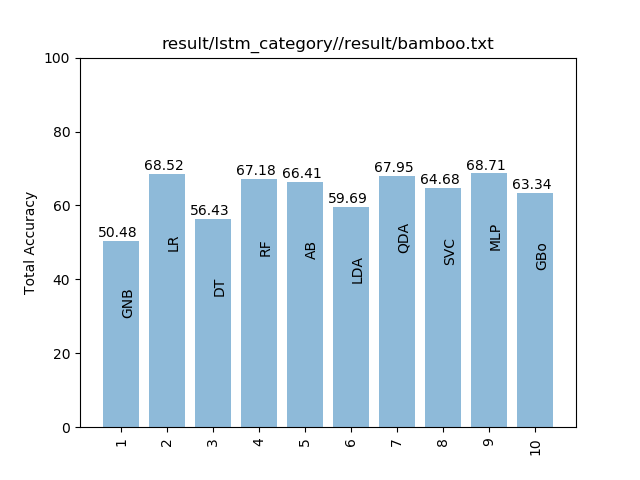 result/lstm_category//result/bamboo.txt
Total Accuracy
100
80
60
40
20
0
50.48
68.52
56.43
67.18
66.41
59.69
67.95
64.68
68.71
63.34
GNB
LR
DT
RF
AB
LDA
QDA
SVC
MLP
GBo
1
2
3
4
5
6
7
8
9
10